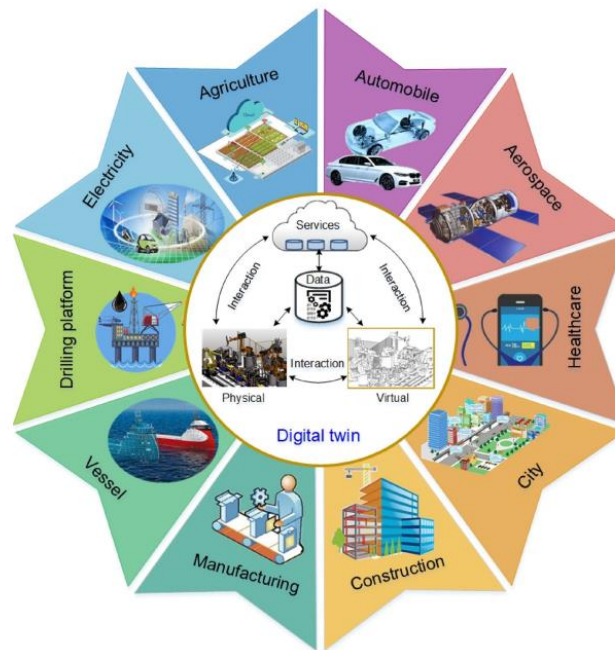 Agriculture
Automobile
Electricity
Aerospace
Services
Interaction
Interaction
Data
Drilling platform
Healthcare
Interaction
Physical
Virtual
Digital twin
Vessel
City
Manufacturing
Construction